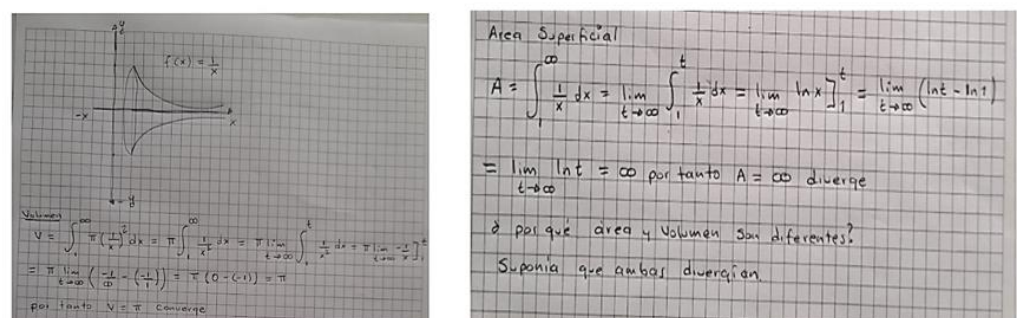 y
f(x) = 1/x
-x
x
-y
Volumen
V = ∫₁^∞ π(1/x)² dx = π ∫₁^∞ 1/x² dx = π lim t→∞ ∫₁^t 1/x² dx = π lim t→∞ -1/x ]₁^t
= π lim t→∞ (-1/∞ - (-1/1)) = π (0 - (-1)) = π
por tanto V = π converge
Area Superficial
A = ∫₁^∞ 1/x dx = lim t→∞ ∫₁^t 1/x dx = lim t→∞ ln x ]₁^t = lim t→∞ (ln t - ln 1)
= lim t→∞ ln t = ∞ por tanto A = ∞ diverge
¿ por qué área y volumen son diferentes?
Suponía que ambas divergían.